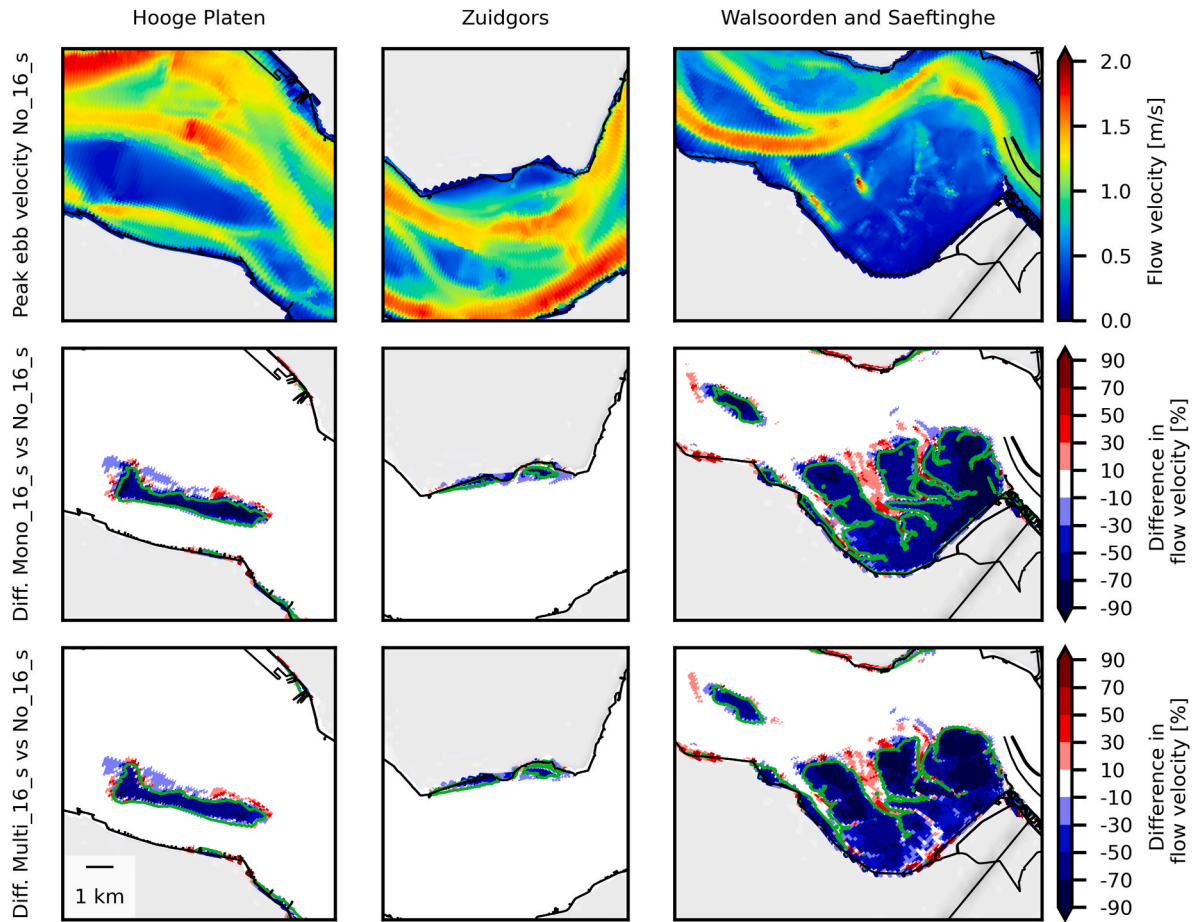 Hooge Platen Zuidgors Walsoorden and Saeftinghe
Peak ebb velocity No_16_s
2.0
1.5
1.0
0.5
0.0
Flow velocity [m/s]
Diff. Mono_16_s vs No_16_s
90
70
50
30
10
-10
-30
-50
-70
-90
Difference in
flow velocity [%]
Diff. Multi_16_s vs No_16_s
1 km
90
70
50
30
10
-10
-30
-50
-70
-90
Difference in
flow velocity [%]